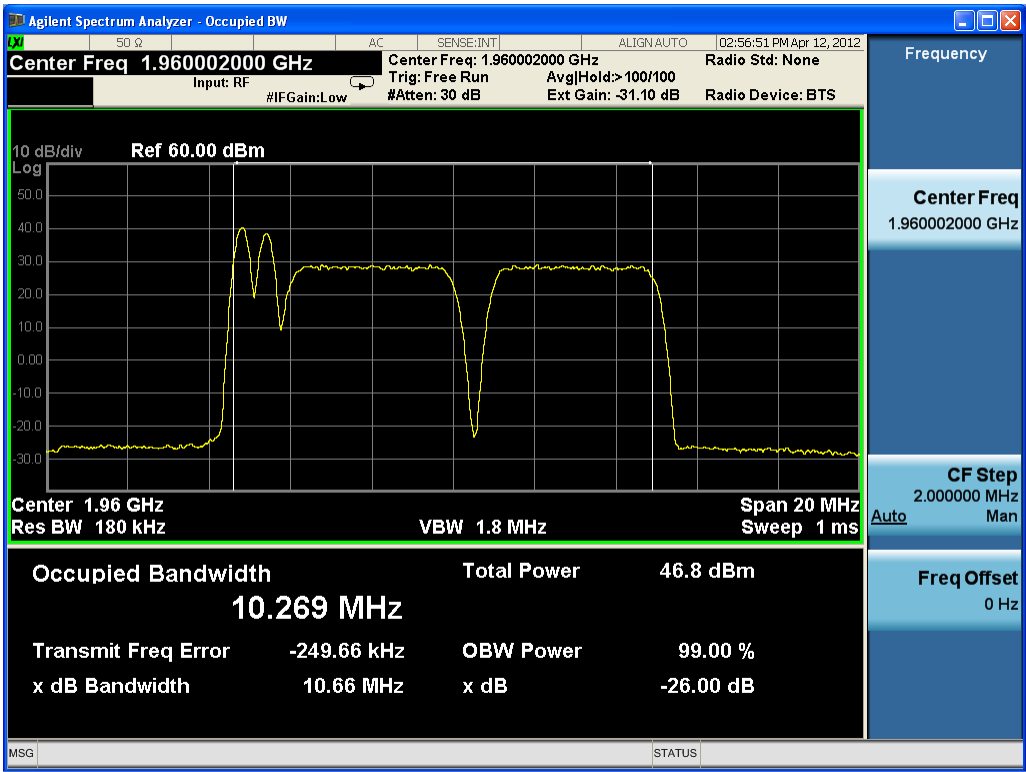 Agilent Spectrum Analyzer - Occupied BW
LXI 50 Ω AC SENSE:INT ALIGN AUTO 02:56:51 PM Apr 12, 2012
Center Freq 1.960002000 GHz
Input: RF
#IFGain:Low
Center Freq: 1.960002000 GHz
Trig: Free Run Avg|Hold:> 100/100
#Atten: 30 dB Ext Gain: -31.10 dB
Radio Std: None
Radio Device: BTS
Frequency
10 dB/div Ref 60.00 dBm
Log
50.0
40.0
30.0
20.0
10.0
0.00
-10.0
-20.0
-30.0
Center 1.96 GHz Span 20 MHz
Res BW 180 kHz VBW 1.8 MHz Sweep 1 ms
Center Freq
1.960002000 GHz
CF Step
2.000000 MHz
Auto Man
Freq Offset
0 Hz
Occupied Bandwidth Total Power 46.8 dBm
10.269 MHz
Transmit Freq Error -249.66 kHz OBW Power 99.00 %
x dB Bandwidth 10.66 MHz x dB -26.00 dB
MSG STATUS